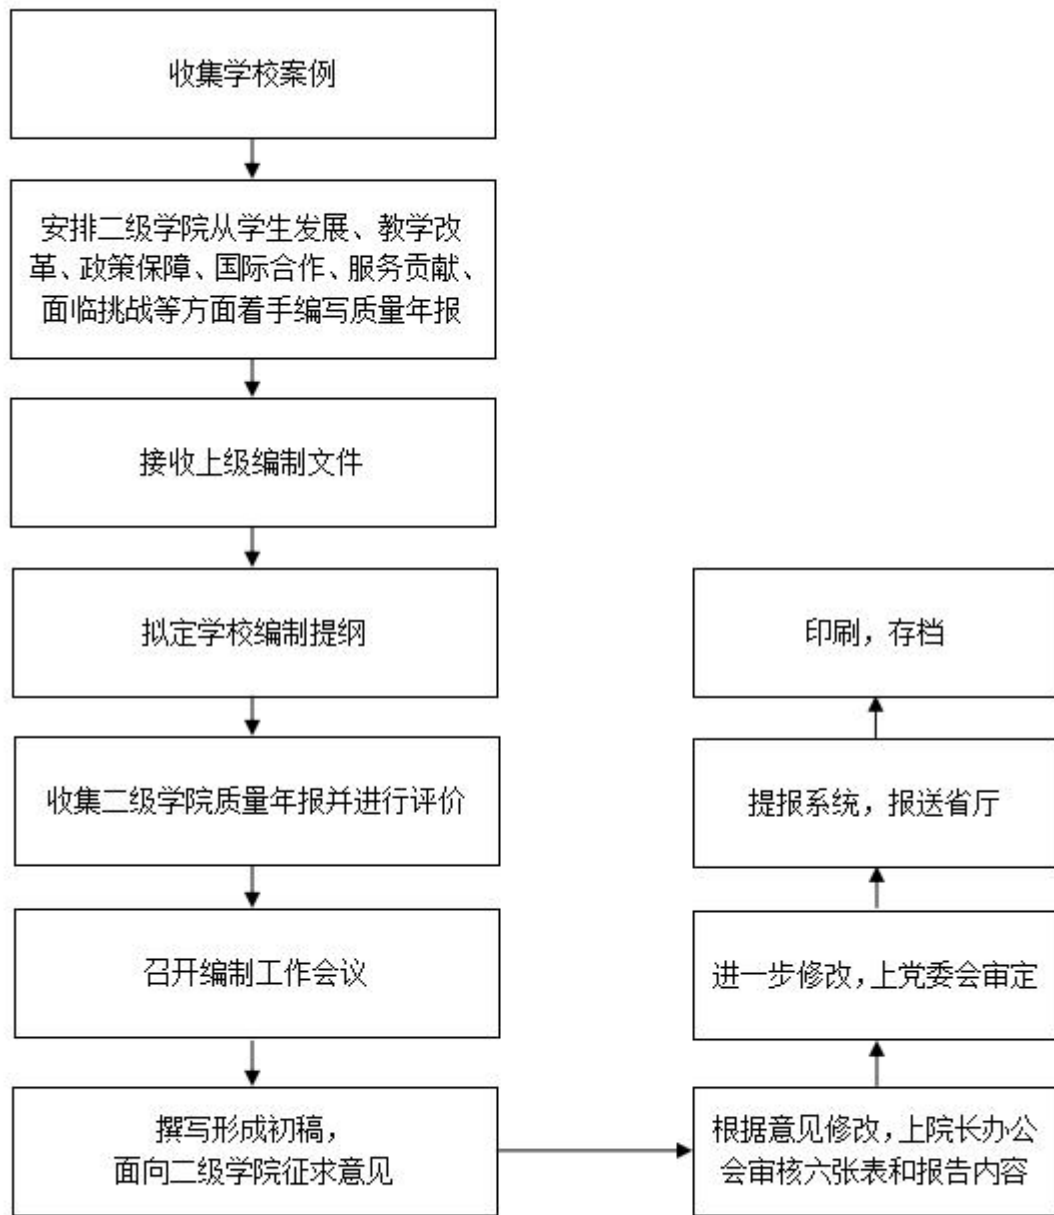 收集学校案例
安排二级学院从学生发展、教学改
革、政策保障、国际合作、服务贡献、
面临挑战等方面着手编写质量年报
接收上级编制文件
拟定学校编制提纲
收集二级学院质量年报并进行评价
召开编制工作会议
撰写形成初稿，
面向二级学院征求意见
根据意见修改，上院长办公
会审核六张表和报告内容
进一步修改，上党委会审定
提报系统，报送省厅
印刷，存档